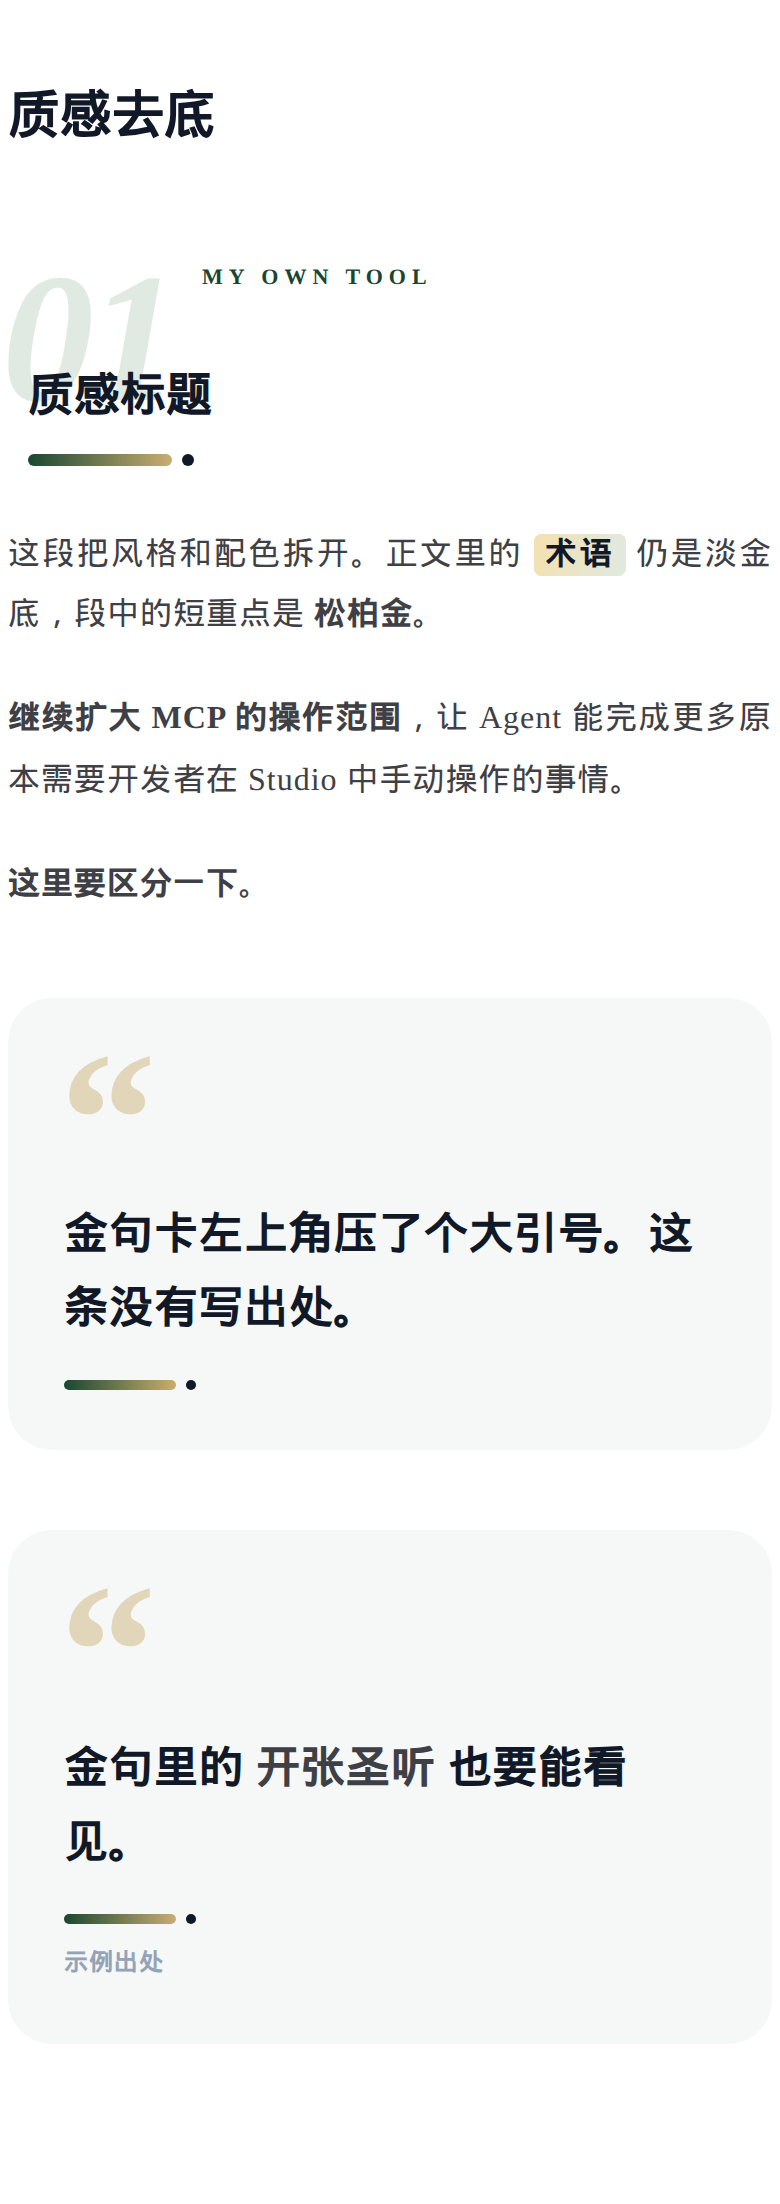 质感去底
01
MY OWN TOOL
质感标题
这段把风格和配色拆开。正文里的 术语 仍是淡金
底，段中的短重点是 松柏金。
继续扩大 MCP 的操作范围，让 Agent 能完成更多原
本需要开发者在 Studio 中手动操作的事情。
这里要区分一下。
“
金句卡左上角压了个大引号。这
条没有写出处。
“
金句里的 开张圣听 也要能看
见。
示例出处